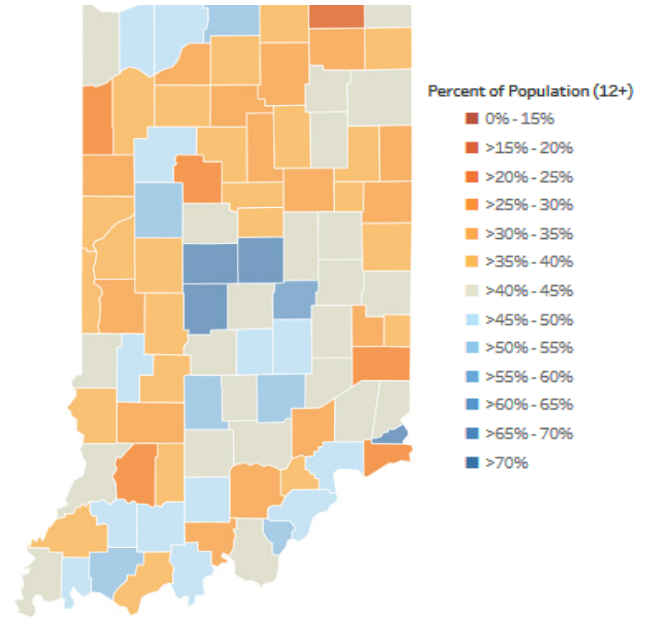 Percent of Population (12+)
0% - 15%
>15% - 20%
>20% - 25%
>25% - 30%
>30% - 35%
>35% - 40%
>40% - 45%
>45% - 50%
>50% - 55%
>55% - 60%
>60% - 65%
>65% - 70%
>70%